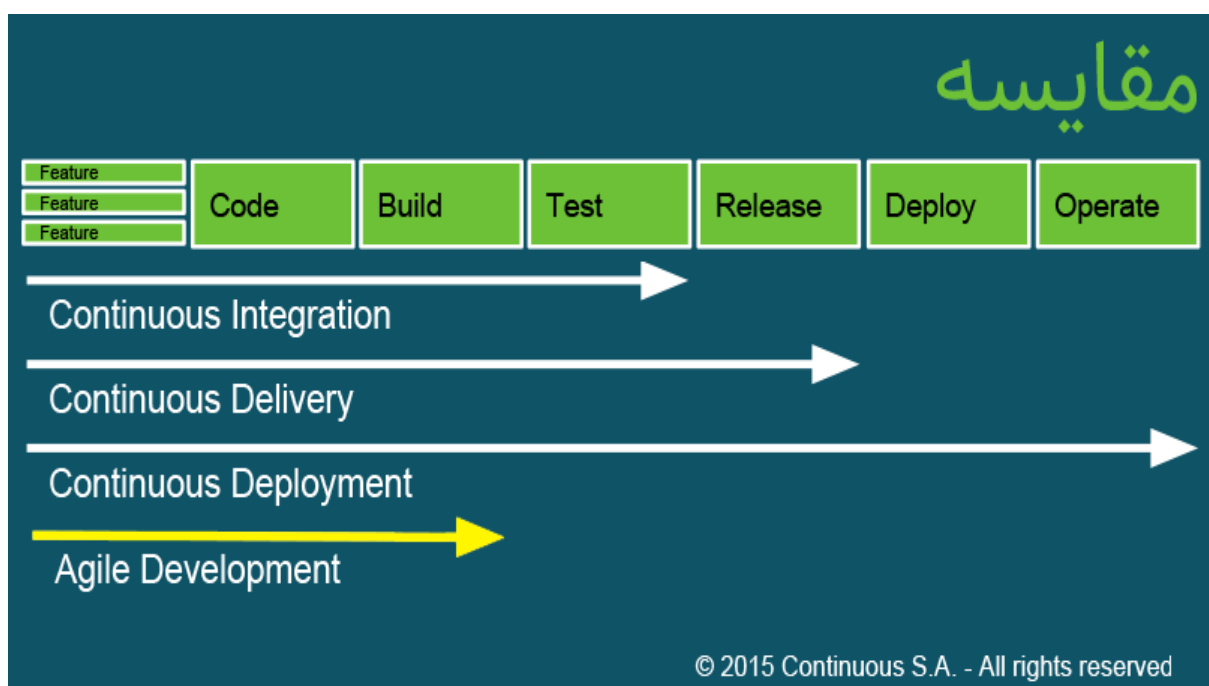 مقایسه
Feature
Feature
Feature
Code
Build
Test
Release
Deploy
Operate
Continuous Integration
Continuous Delivery
Continuous Deployment
Agile Development
© 2015 Continuous S.A. - All rights reserved